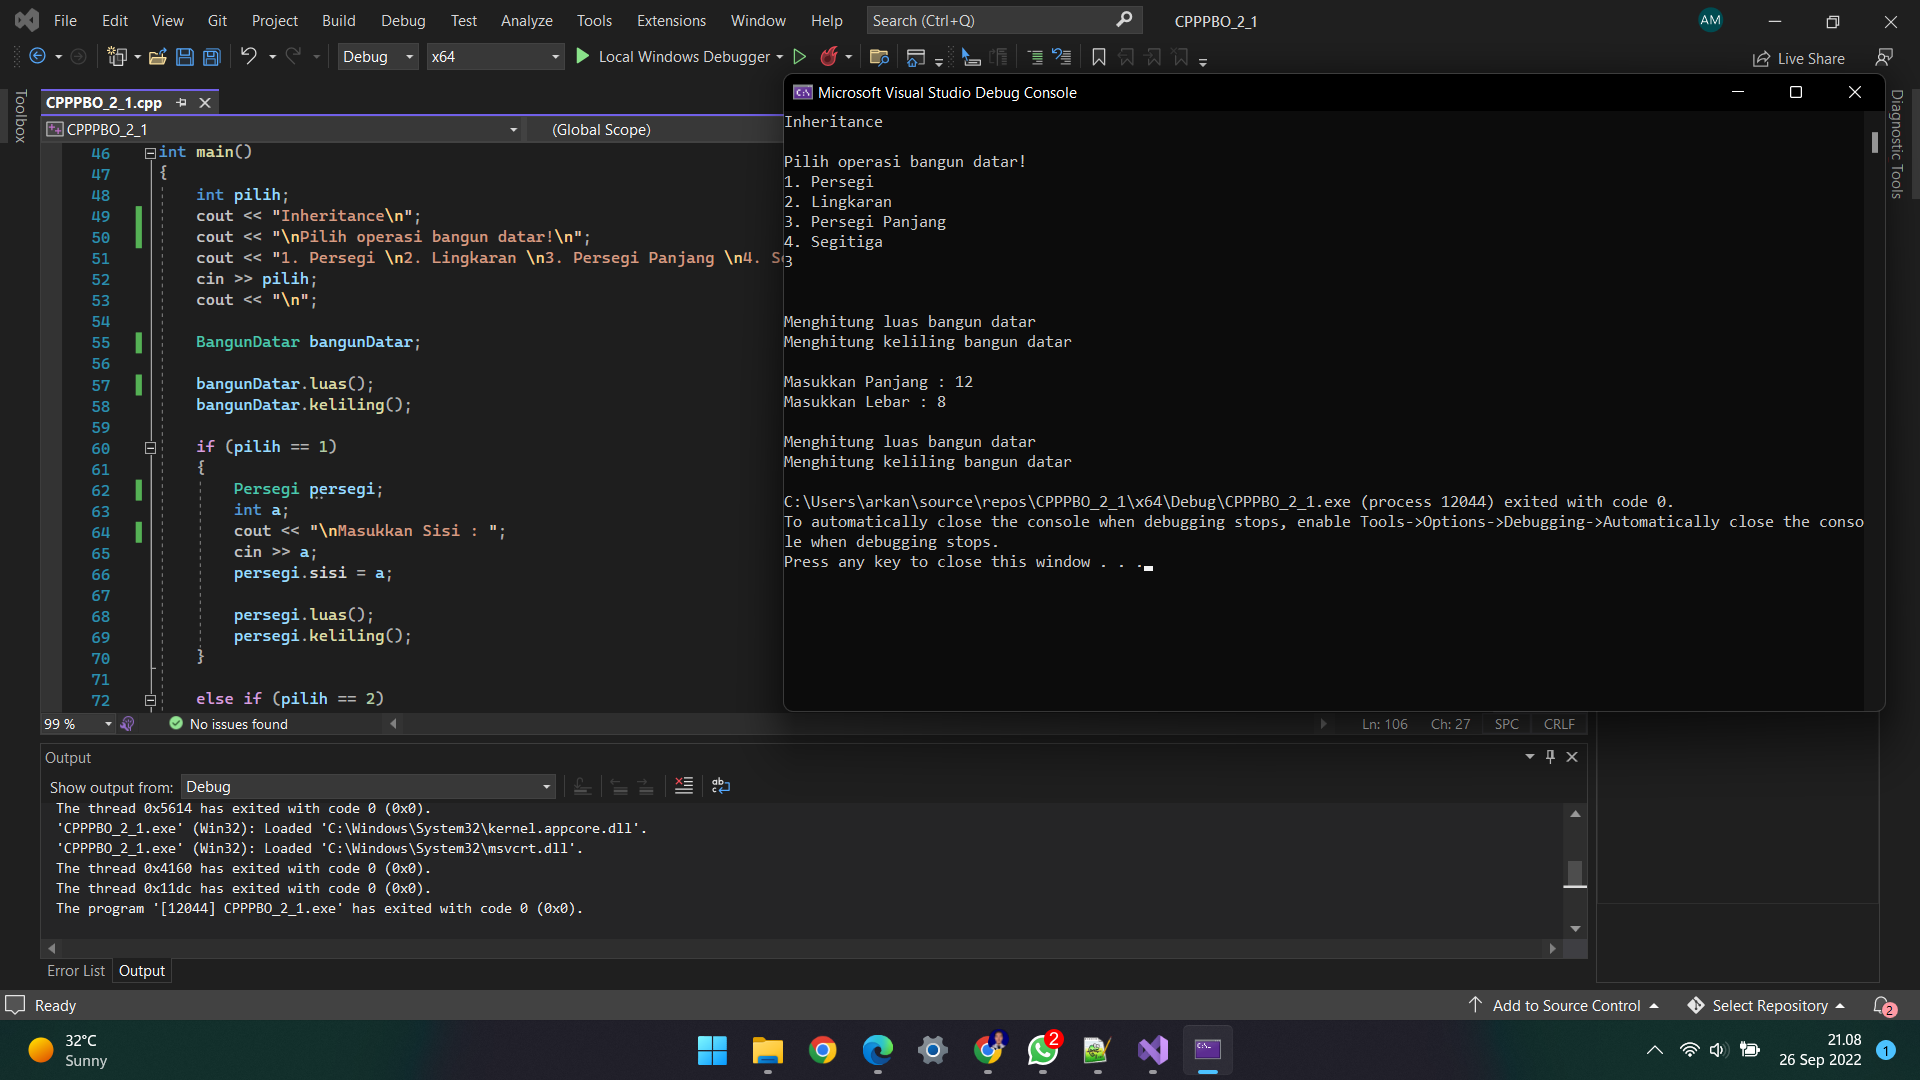 File Edit View Git Project Build Debug Test Analyze Tools Extensions Window Help Search (Ctrl+Q) CPPPBO_2_1 AM
Debug x64 Local Windows Debugger Live Share
Toolbox
CPPPBO_2_1.cpp
CPPPBO_2_1 (Global Scope)
46 int main()
47 {
48 int pilih;
49 cout << "Inheritance\n";
50 cout << "\nPilih operasi bangun datar!\n";
51 cout << "1. Persegi \n2. Lingkaran \n3. Persegi Panjang \n4. Se
52 cin >> pilih;
53 cout << "\n";
54
55 BangunDatar bangunDatar;
56
57 bangunDatar.luas();
58 bangunDatar.keliling();
59
60 if (pilih == 1)
61 {
62 Persegi persegi;
63 int a;
64 cout << "\nMasukkan Sisi : ";
65 cin >> a;
66 persegi.sisi = a;
67
68 persegi.luas();
69 persegi.keliling();
70 }
71
72 else if (pilih == 2)
99 % No issues found Ln: 106 Ch: 27 SPC CRLF
Microsoft Visual Studio Debug Console
Inheritance
Pilih operasi bangun datar!
1. Persegi
2. Lingkaran
3. Persegi Panjang
4. Segitiga
3
Menghitung luas bangun datar
Menghitung keliling bangun datar
Masukkan Panjang : 12
Masukkan Lebar : 8
Menghitung luas bangun datar
Menghitung keliling bangun datar
C:\Users\arkan\source\repos\CPPPBO_2_1\x64\Debug\CPPPBO_2_1.exe (process 12044) exited with code 0.
To automatically close the console when debugging stops, enable Tools->Options->Debugging->Automatically close the conso
le when debugging stops.
Press any key to close this window . . .
Diagnostic Tools
Output
Show output from: Debug
The thread 0x5614 has exited with code 0 (0x0).
'CPPPBO_2_1.exe' (Win32): Loaded 'C:\Windows\System32\kernel.appcore.dll'.
'CPPPBO_2_1.exe' (Win32): Loaded 'C:\Windows\System32\msvcrt.dll'.
The thread 0x4160 has exited with code 0 (0x0).
The thread 0x11dc has exited with code 0 (0x0).
The program '[12044] CPPPBO_2_1.exe' has exited with code 0 (0x0).
Error List Output
Ready Add to Source Control Select Repository 2
32°C
Sunny
2
21.08
26 Sep 2022
1